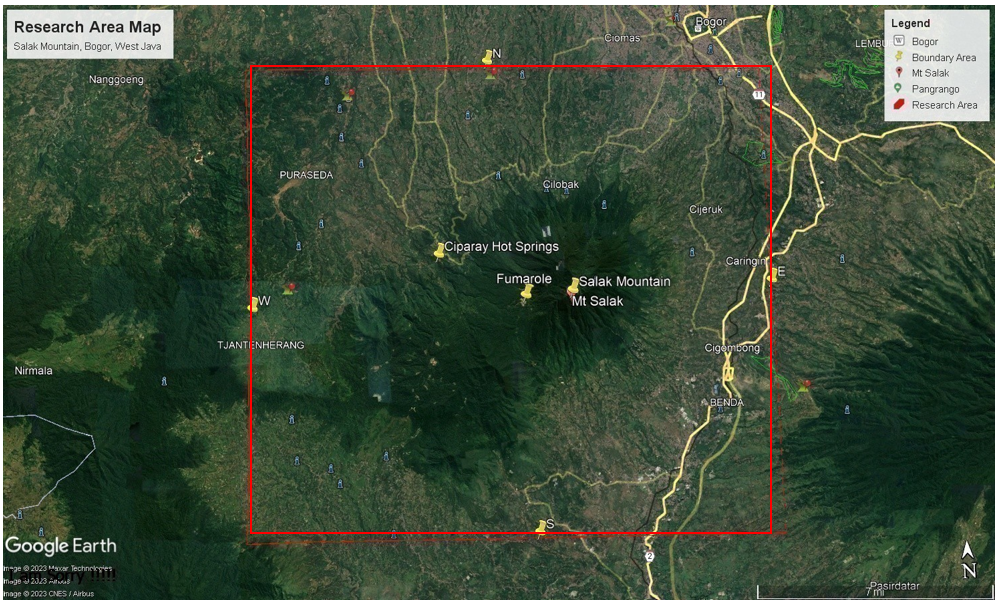 Research Area Map
Salak Mountain, Bogor, West Java
Legend
Bogor
Boundary Area
Mt Salak
Pangrango
Research Area
Bogor
Ciomas
LEMBU
N
Nanggoeng
11
PURASEDA
Cilobak
Cijeruk
Ciparay Hot Springs
Caringin
E
Fumarole
Salak Mountain
Mt Salak
W
TJANTENHERANG
Cigombong
Nirmala
BENDA
S
Google Earth
2
N
Image © 2023 Maxar Technologies
Image © 2023 Airbus
Image © 2023 CNES / Airbus
Pasirdatar
7 mi